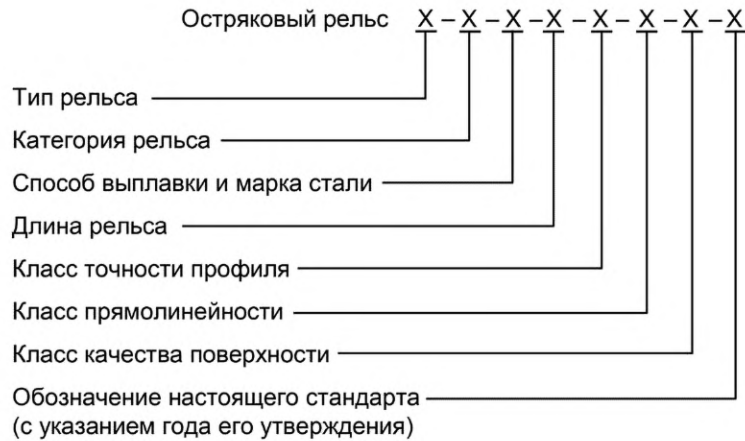 Остряковый рельс X – X – X – X – X – X – X – X
Тип рельса
Категория рельса
Способ выплавки и марка стали
Длина рельса
Класс точности профиля
Класс прямолинейности
Класс качества поверхности
Обозначение настоящего стандарта
(с указанием года его утверждения)